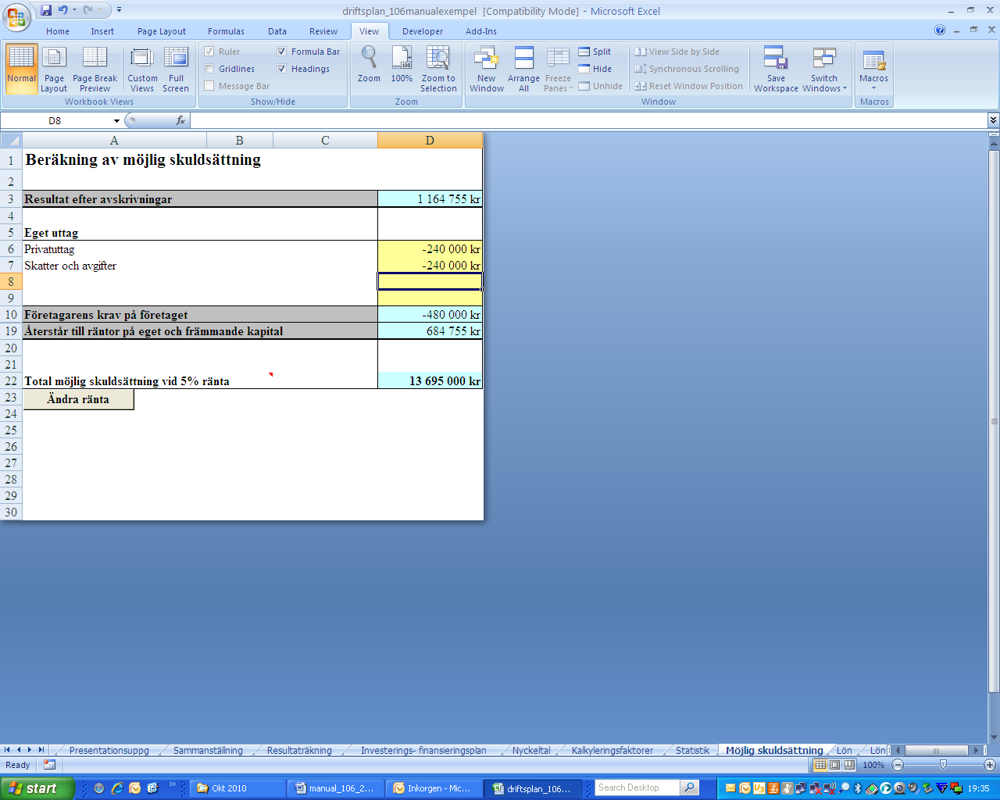 driftsplan_106manualexempel [Compatibility Mode] - Microsoft Excel
Home Insert Page Layout Formulas Data Review View Developer Add-Ins
Normal Page Layout Page Break Preview Custom Views Full Screen
Workbook Views
Ruler Formula Bar
Gridlines Headings
Message Bar
Show/Hide
Zoom 100% Zoom to Selection
Zoom
New Window Arrange All Freeze Panes
Split
Hide
Unhide
View Side by Side
Synchronous Scrolling
Reset Window Position
Save Workspace Switch Windows
Window
Macros
Macros
D8 fx
A B C D
1 Beräkning av möjlig skuldsättning
2
3 Resultat efter avskrivningar 1 164 755 kr
4
5 Eget uttag
6 Privatuttag -240 000 kr
7 Skatter och avgifter -240 000 kr
8
9
10 Företagarens krav på företaget -480 000 kr
19 Återstår till räntor på eget och främmande kapital 684 755 kr
20
21
22 Total möjlig skuldsättning vid 5% ränta 13 695 000 kr
23 Ändra ränta
24
25
26
27
28
29
30
Presentationsuppg Sammanställning Resultaträkning Investerings- finansieringsplan Nyckeltal Kalkyleringsfaktorer Statistik Möjlig skuldsättning Lön Lön
Ready 100%
start Okt 2010 manual_106_2... Inkorgen - Mic... driftsplan_106... Search Desktop 19:35